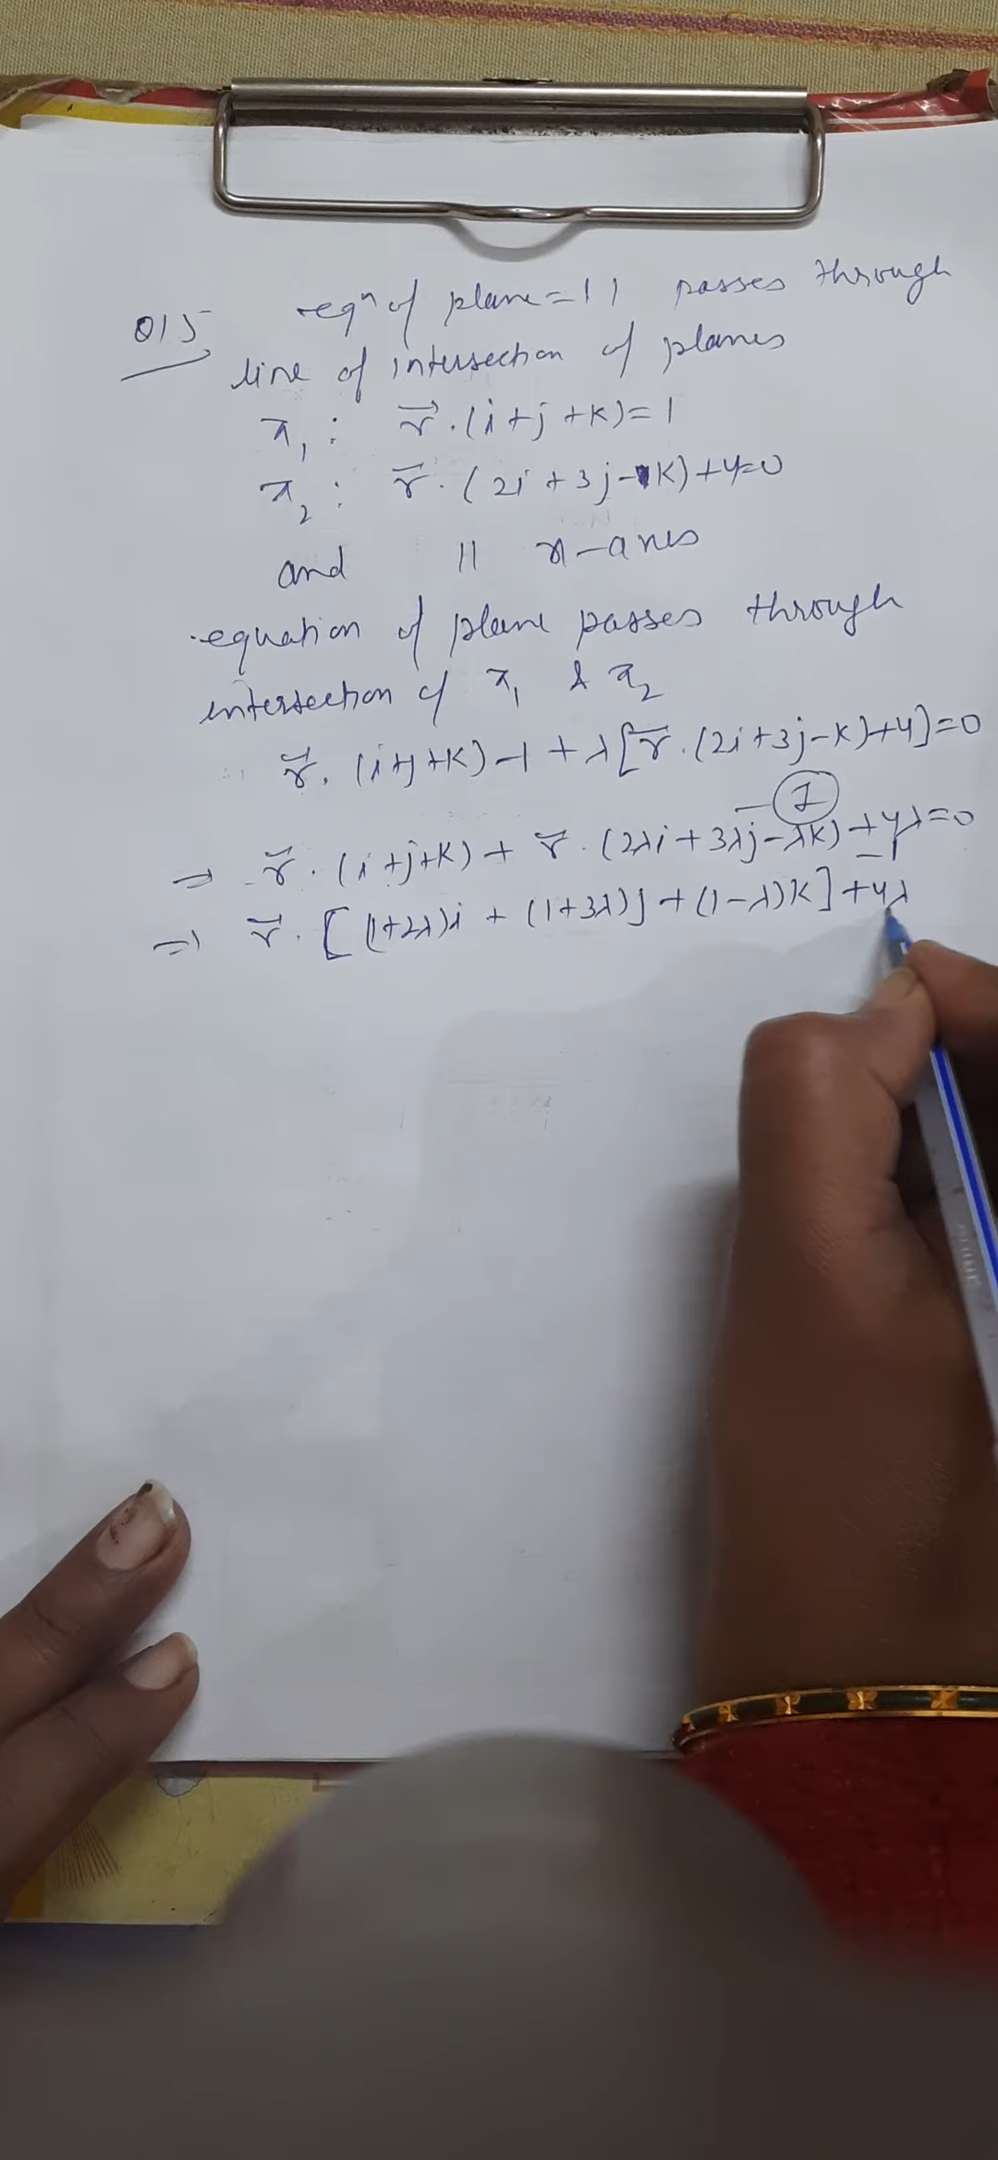 Q15 eqⁿ of plane = 11 passes through
line of intersection of planes
π₁ : r⃗.(i+j+k)=1
π₂ : r⃗.(2i+3j-k)+4=0
and || x-axes
equation of plane passes through
intersection of π₁ & π₂
r⃗.(i+j+k)-1+λ[r⃗.(2i+3j-k)+4]=0
—①
⇒ r⃗.(i+j+k)+r⃗.(2λi+3λj-λk)+4λ=0
-1
⇒ r⃗.[(1+2λ)i+(1+3λ)j+(1-λ)k]+4λ